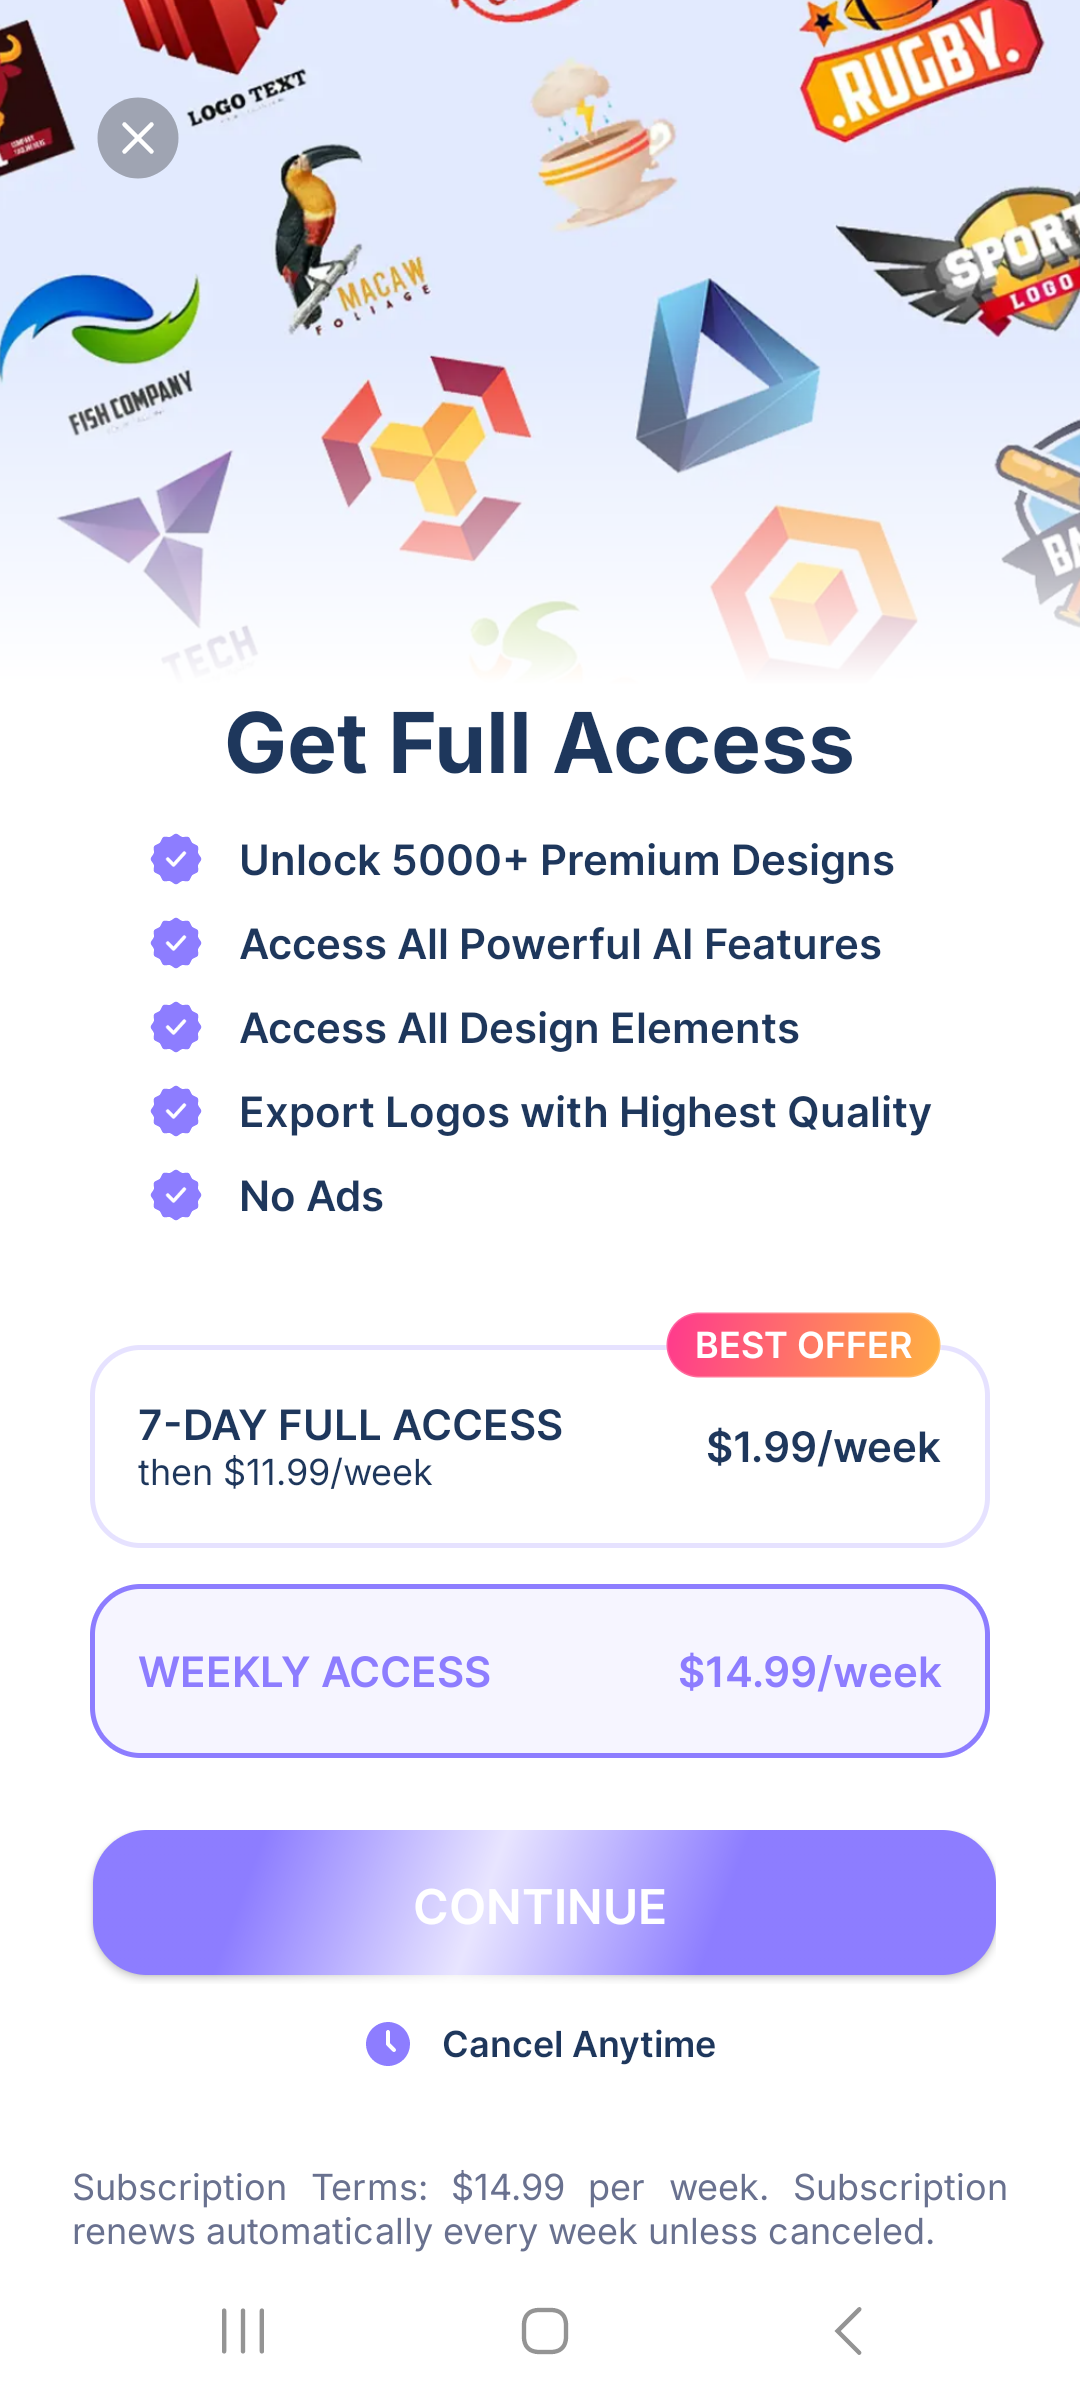 LOGO TEXT
.RUGBY.
MACAW
FOLIAGE
SPORT
LOGO
FISH COMPANY
BA
TECH
Get Full Access
Unlock 5000+ Premium Designs
Access All Powerful AI Features
Access All Design Elements
Export Logos with Highest Quality
No Ads
BEST OFFER
7-DAY FULL ACCESS
$1.99/week
then $11.99/week
WEEKLY ACCESS
$14.99/week
CONTINUE
Cancel Anytime
Subscription Terms: $14.99 per week. Subscription
renews automatically every week unless canceled.